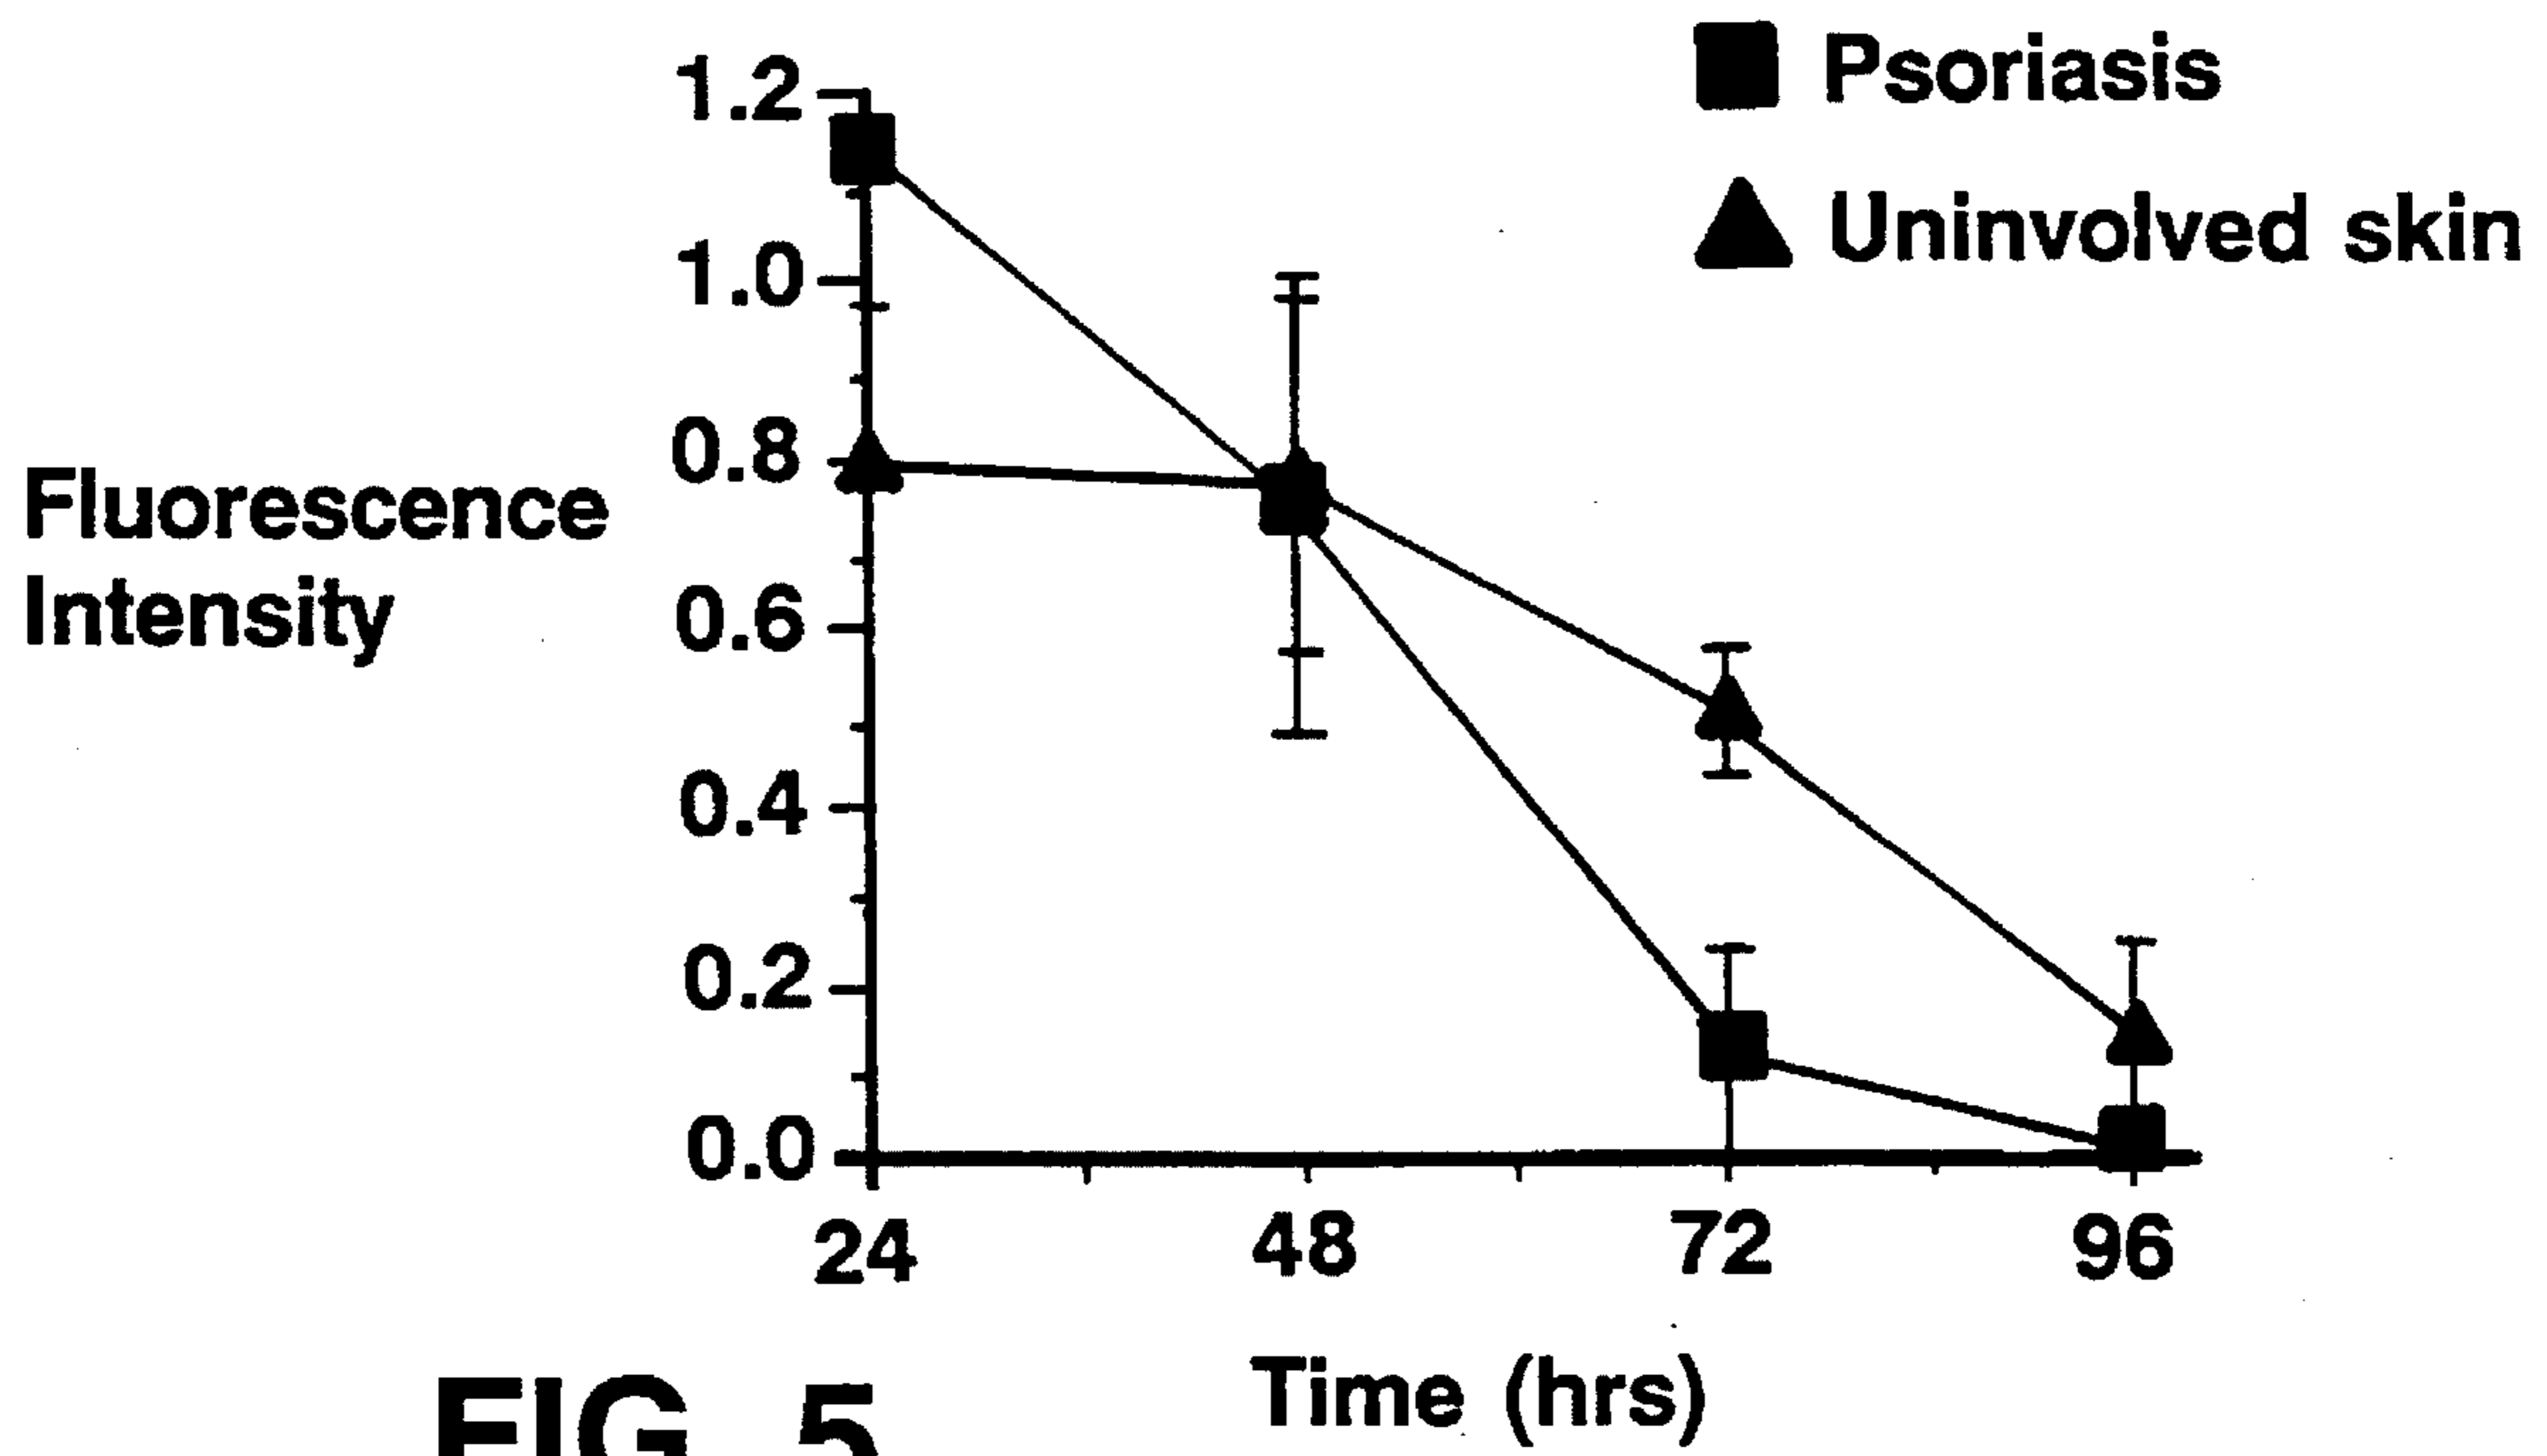 Psoriasis
Uninvolved skin
Fluorescence
Intensity
1.2
1.0
0.8
0.6
0.4
0.2
0.0
24 48 72 96
Time (hrs)
FIG. 5